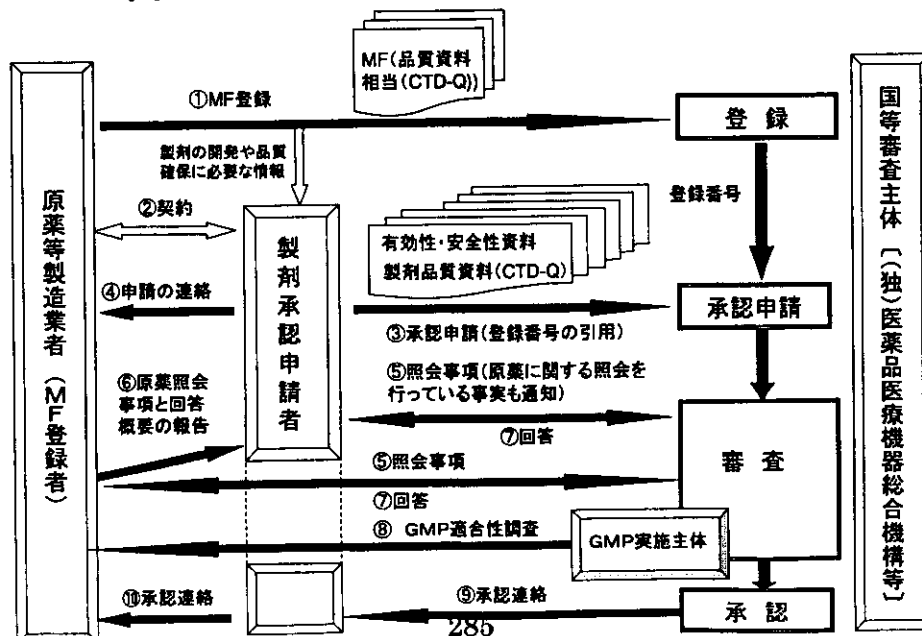 MF(品質資料
相当(CTD-Q))
①MF登録
登 録
製剤の開発や品質
確保に必要な情報
登録番号
原薬等製造業者（MF登録者）
②契約
製剤承認申請者
有効性・安全性資料
製剤品質資料(CTD-Q)
国等審査主体〔(独)医薬品医療機器総合機構等〕
④申請の連絡
承認申請
③承認申請(登録番号の引用)
⑤照会事項(原薬に関する照会を
行っている事実も通知)
⑥原薬照会
事項と回答
概要の報告
⑦回答
審 査
⑤照会事項
⑦回答
⑧ GMP適合性調査
GMP実施主体
⑩承認連絡
⑨承認連絡
承 認
285